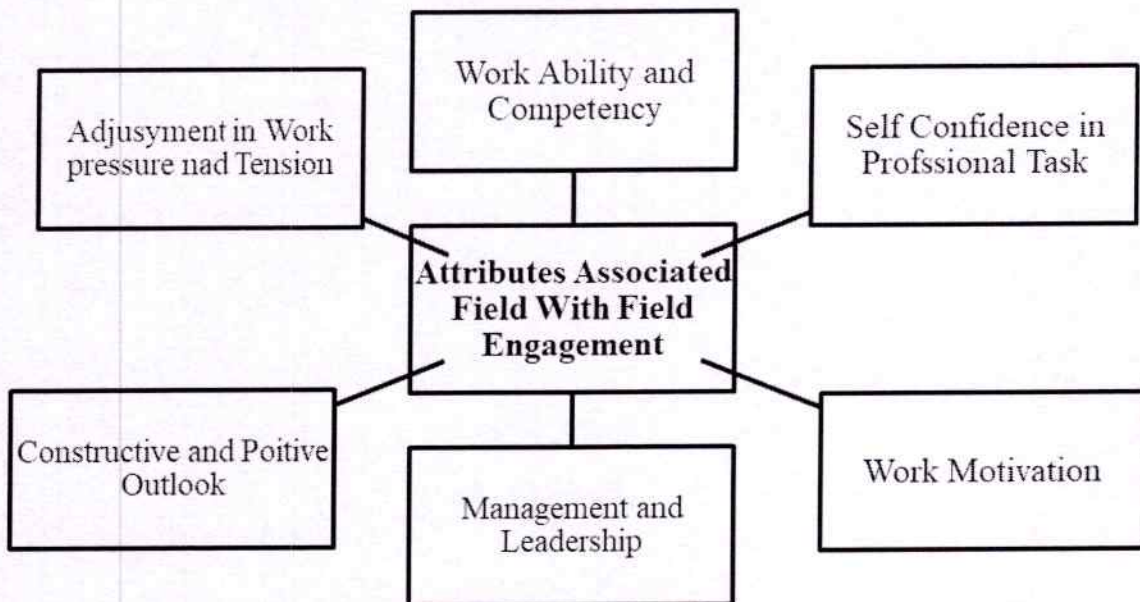 Work Ability and
Competency
Adjusyment in Work
pressure nad Tension
Self Confidence in
Profssional Task
Attributes Associated
Field With Field
Engagement
Constructive and Poitive
Outlook
Work Motivation
Management and
Leadership